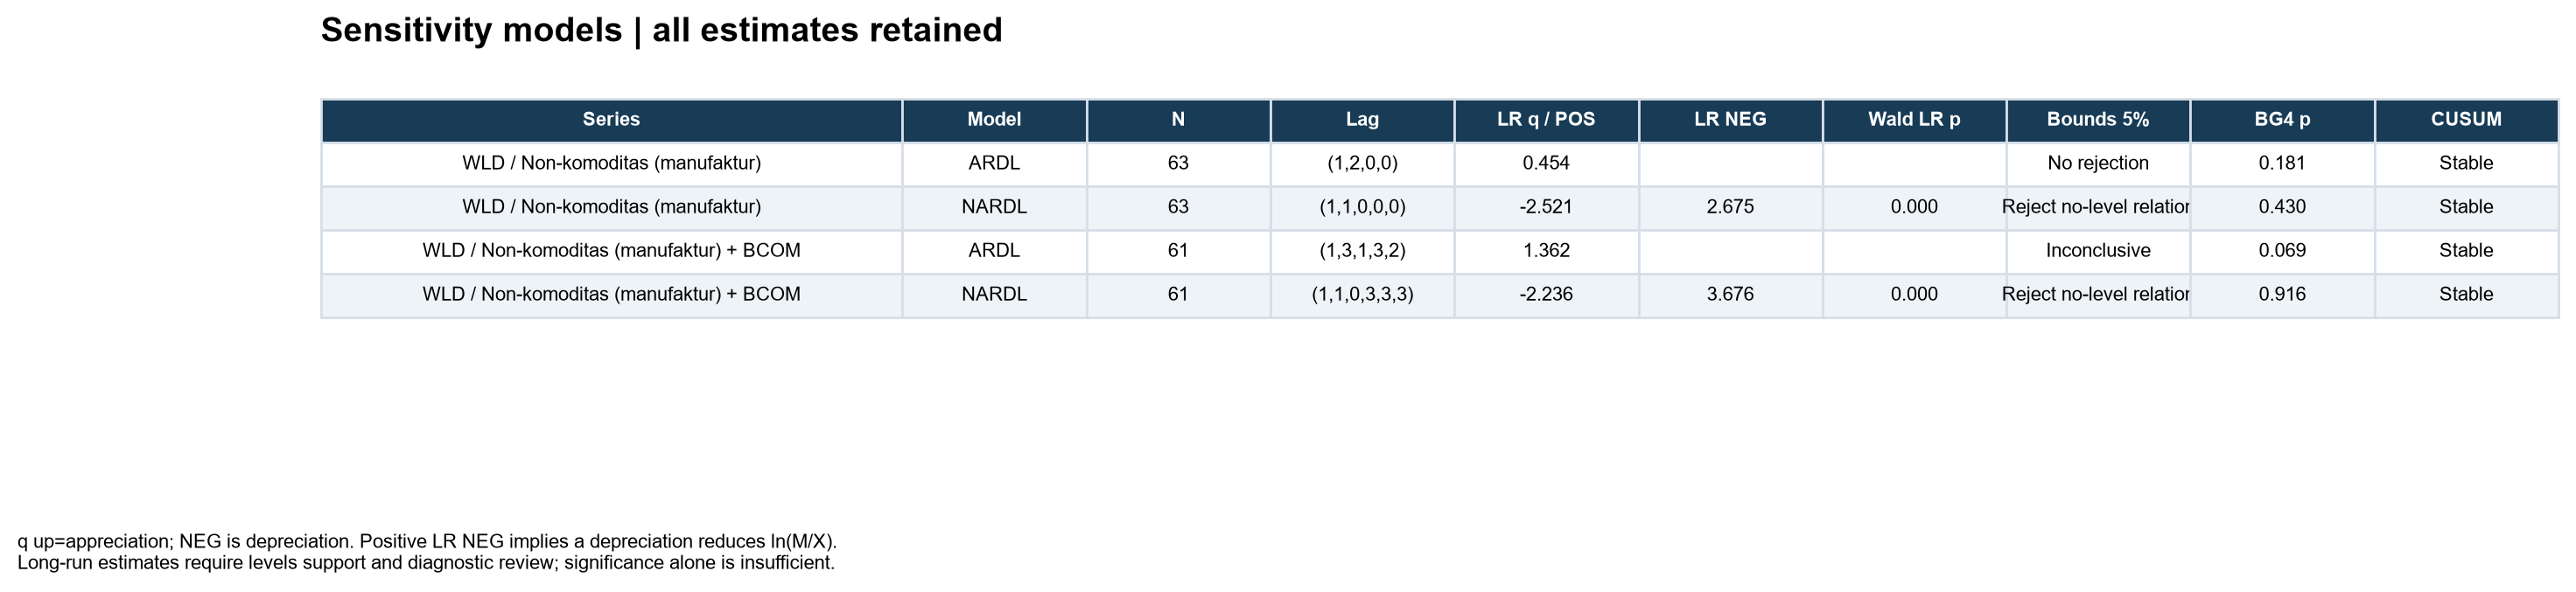 Sensitivity models | all estimates retained
Series Model N Lag LR q / POS LR NEG Wald LR p Bounds 5% BG4 p CUSUM
WLD / Non-komoditas (manufaktur) ARDL 63 (1,2,0,0) 0.454 No rejection 0.181 Stable
WLD / Non-komoditas (manufaktur) NARDL 63 (1,1,0,0,0) -2.521 2.675 0.000 Reject no-level relation 0.430 Stable
WLD / Non-komoditas (manufaktur) + BCOM ARDL 61 (1,3,1,3,2) 1.362 Inconclusive 0.069 Stable
WLD / Non-komoditas (manufaktur) + BCOM NARDL 61 (1,1,0,3,3,3) -2.236 3.676 0.000 Reject no-level relation 0.916 Stable
q up=appreciation; NEG is depreciation. Positive LR NEG implies a depreciation reduces ln(M/X).
Long-run estimates require levels support and diagnostic review; significance alone is insufficient.